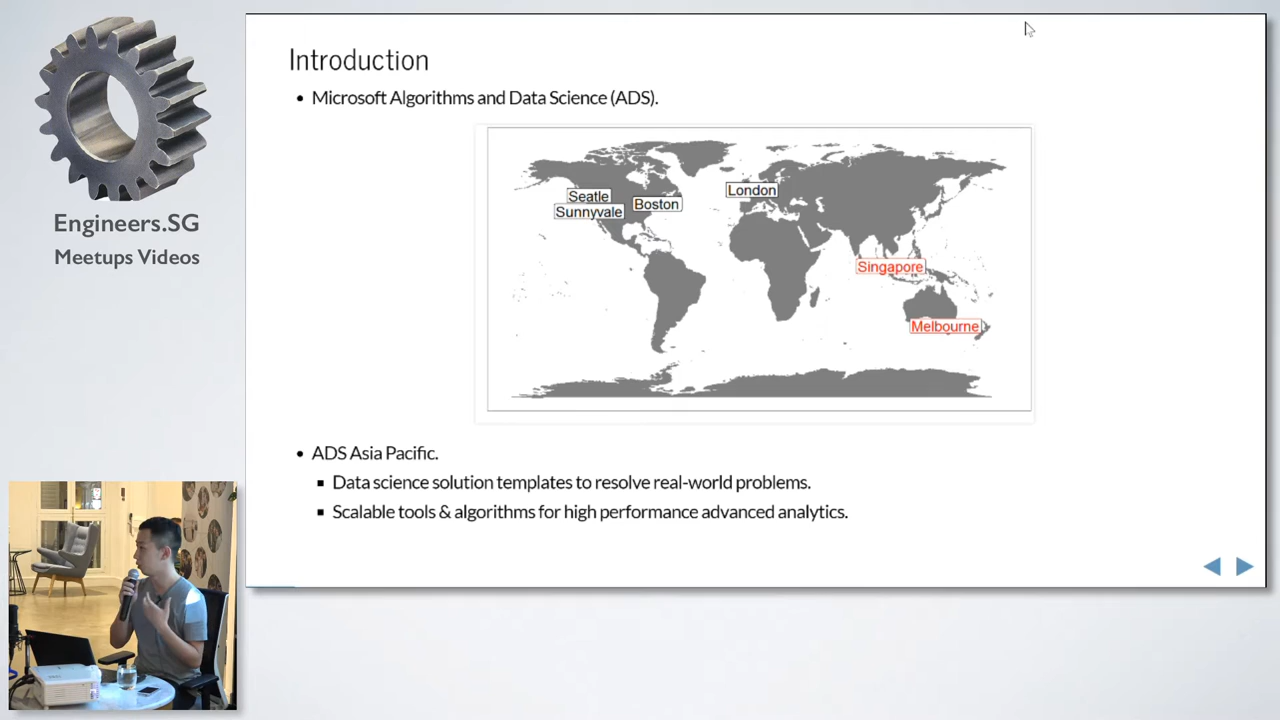 Engineers.SG
Meetups Videos
Introduction
• Microsoft Algorithms and Data Science (ADS).
Seatle
Sunnyvale
Boston
London
Singapore
Melbourne
• ADS Asia Pacific.
▪ Data science solution templates to resolve real-world problems.
▪ Scalable tools & algorithms for high performance advanced analytics.